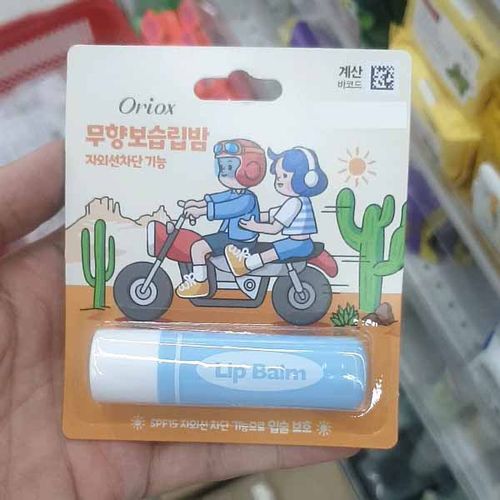 계산
바코드
Oriox
무향보습립밤
자외선차단 기능
Lip Baim
SPF15 자외선 차단 기능으로 입술 보호